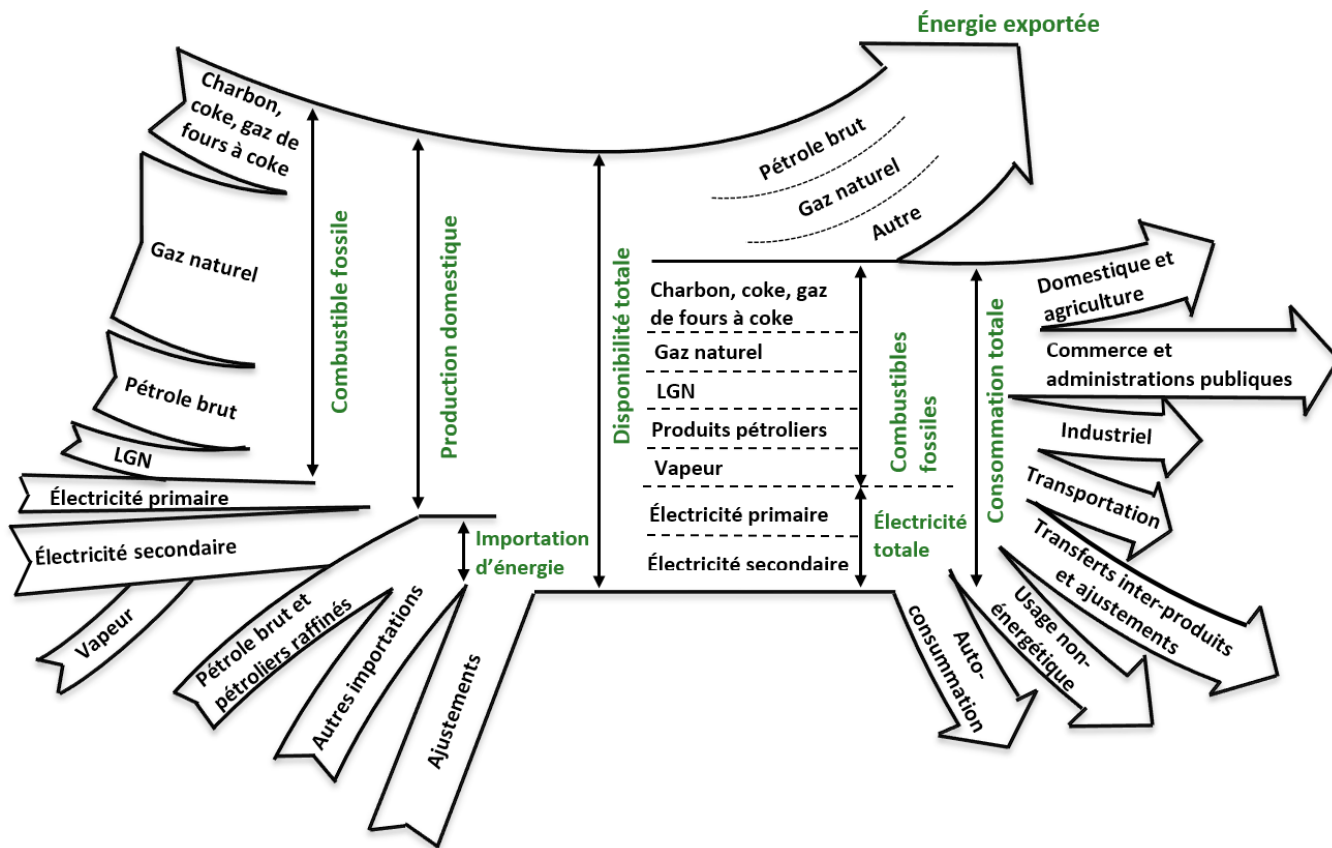 Énergie exportée
Charbon,
coke, gaz de
fours à coke
Gaz naturel
Pétrole brut
LGN
Électricité primaire
Électricité secondaire
Vapeur
Combustible fossile
Production domestique
Importation
d'énergie
Pétrole brut et
pétroliers raffinés
Autres importations
Ajustements
Disponibilité totale
Pétrole brut
Gaz naturel
Autre
Charbon, coke, gaz
de fours à coke
Gaz naturel
LGN
Produits pétroliers
Vapeur
Électricité primaire
Électricité secondaire
Combustibles
fossiles
Électricité
totale
Consommation totale
Domestique et
agriculture
Commerce et
administrations publiques
Industriel
Transportation
Transferts inter-produits
et ajustements
Usage non-
énergétique
Auto-
consummation